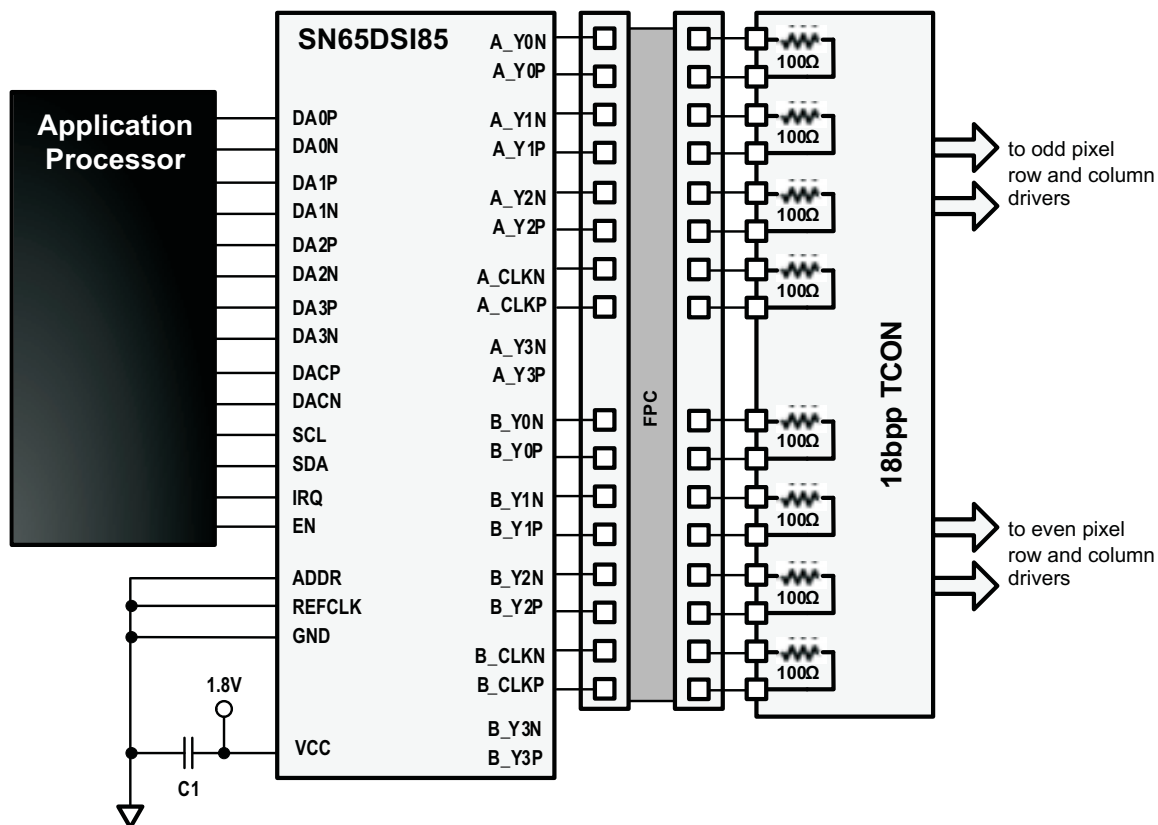 SN65DSI85
Application
Processor
DA0P
DA0N
DA1P
DA1N
DA2P
DA2N
DA3P
DA3N
DACP
DACN
SCL
SDA
IRQ
EN
ADDR
REFCLK
GND
1.8V
VCC
C1
A_Y0N
A_Y0P
A_Y1N
A_Y1P
A_Y2N
A_Y2P
A_CLKN
A_CLKP
A_Y3N
A_Y3P
B_Y0N
B_Y0P
B_Y1N
B_Y1P
B_Y2N
B_Y2P
B_CLKN
B_CLKP
B_Y3N
B_Y3P
FPC
100Ω
100Ω
100Ω
100Ω
100Ω
100Ω
100Ω
100Ω
18bpp TCON
to odd pixel
row and column
drivers
to even pixel
row and column
drivers